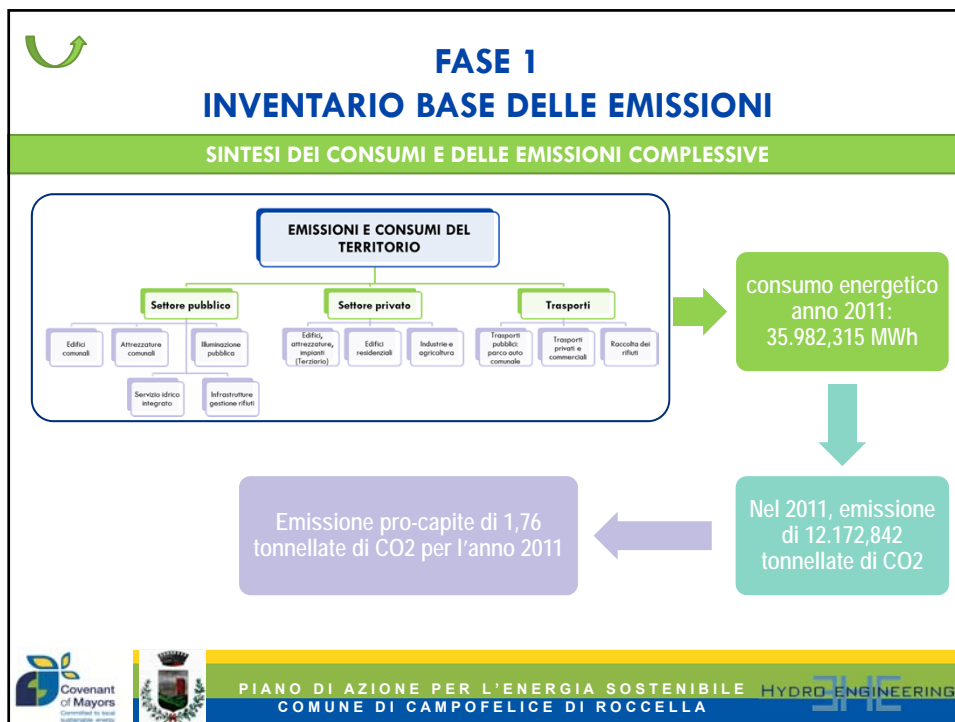 FASE 1
INVENTARIO BASE DELLE EMISSIONI
SINTESI DEI CONSUMI E DELLE EMISSIONI COMPLESSIVE
EMISSIONI E CONSUMI DEL
TERRITORIO
Settore pubblico
Settore privato
Trasporti
Edifici
comunali
Attrezzature
comunali
Illuminazione
pubblica
Servizio idrico
integrato
Infrastrutture
gestione rifiuti
Edifici,
attrezzature,
impianti
(Terziario)
Edifici
residenziali
Industrie e
agricoltura
Trasporti
pubblici:
parco auto
comunale
Trasporti
privati e
commerciali
Raccolta dei
rifiuti
consumo energetico
anno 2011:
35.982,315 MWh
Nel 2011, emissione
di 12.172,842
tonnellate di CO2
Emissione pro-capite di 1,76
tonnellate di CO2 per l'anno 2011
Covenant
of Mayors
Committed to local
sustainable energy
PIANO DI AZIONE PER L'ENERGIA SOSTENIBILE
COMUNE DI CAMPOFELICE DI ROCCELLA
HYDRO ENGINEERING